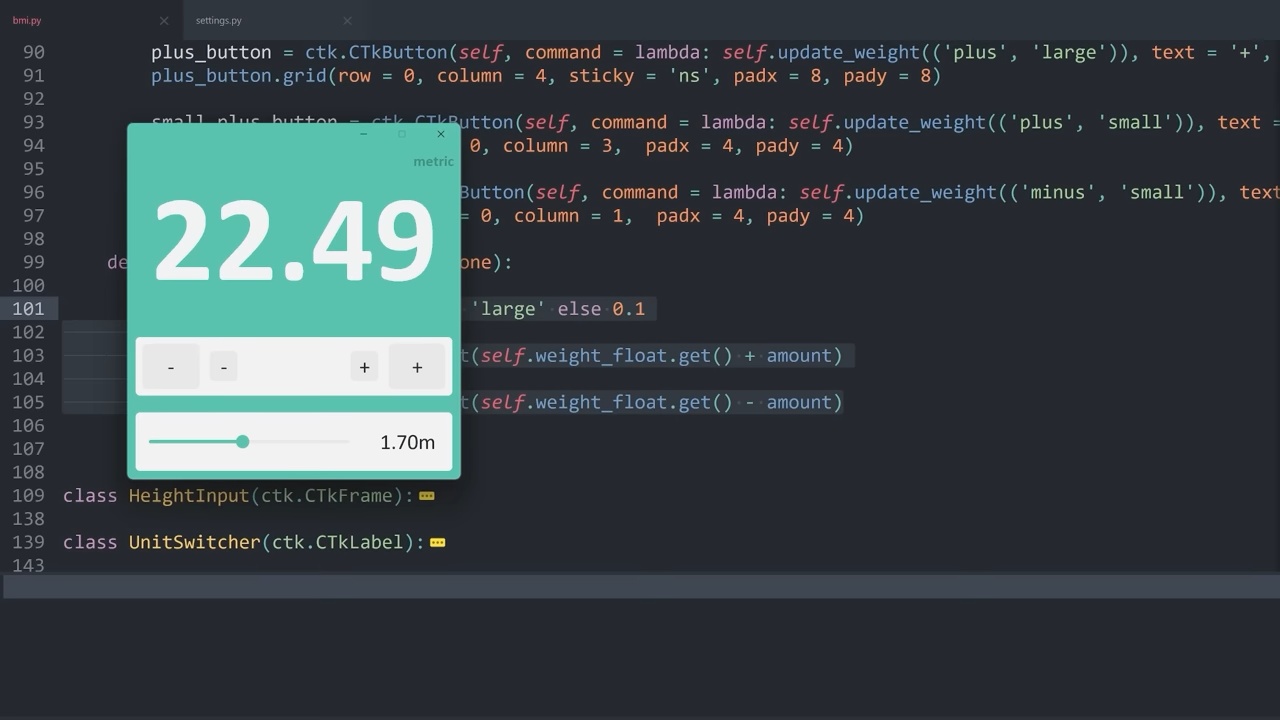 bmi.py
settings.py
90 plus_button = ctk.CTkButton(self, command = lambda: self.update_weight(('plus', 'large')), text = '+',
91 plus_button.grid(row = 0, column = 4, sticky = 'ns', padx = 8, pady = 8)
92
93 small_plus_button = ctk.CTkButton(self, command = lambda: self.update_weight(('plus', 'small')), text =
94 0, column = 3,  padx = 4, pady = 4)
95
96 Button(self, command = lambda: self.update_weight(('minus', 'small')), text
97 = 0, column = 1,  padx = 4, pady = 4)
98
99 de one):
100
101 'large' else 0.1
102
103 t(self.weight_float.get() + amount)
104
105 t(self.weight_float.get() - amount)
106
107
108
109 class HeightInput(ctk.CTkFrame):
138
139 class UnitSwitcher(ctk.CTkLabel):
143
metric
22.49
- - + +
1.70m